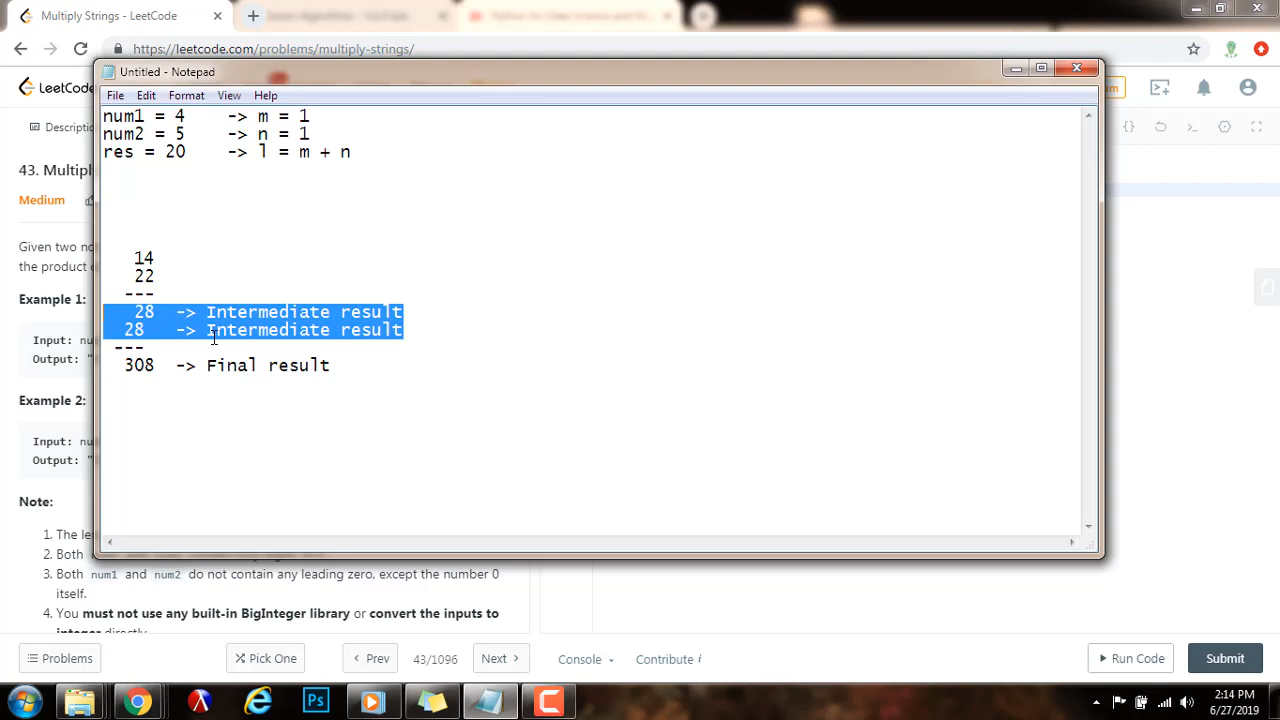 Multiply Strings - LeetCode
https://leetcode.com/problems/multiply-strings/
Untitled - Notepad
LeetCode
File Edit Format View Help
num1 = 4 -> m = 1
num2 = 5 -> n = 1
res = 20 -> l = m + n
14
22
---
28 -> Intermediate result
28 -> Intermediate result
---
308 -> Final result
43. Multipl
Medium
Given two no
the product o
Example 1:
Input: nu
Output: "
Example 2:
Input: nu
Output: "
Note:
1. The le
2. Both
3. Both num1 and num2 do not contain any leading zero, except the number 0
itself.
4. You must not use any built-in BigInteger library or convert the inputs to
integer directly.
Problems Pick One Prev 43/1096 Next Console Contribute i Run Code Submit
Ps
2:14 PM
6/27/2019